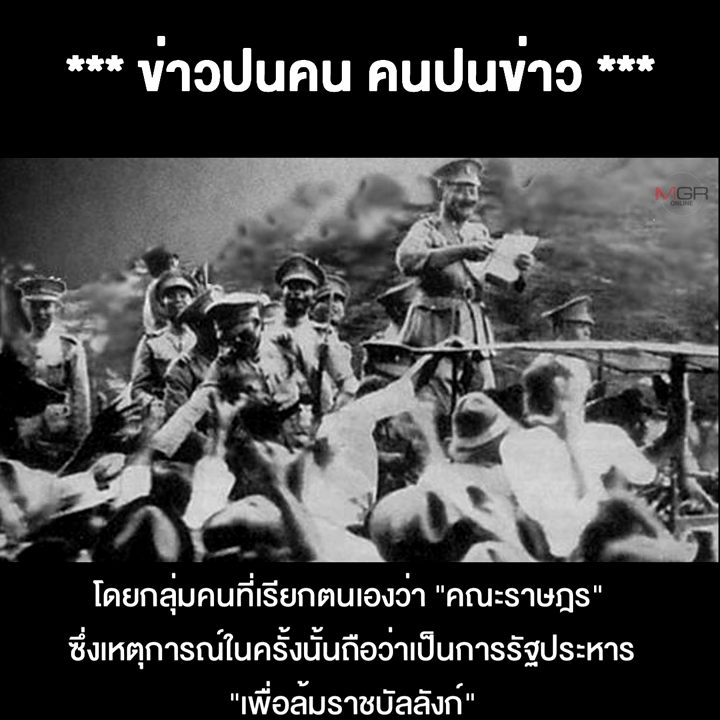 *** ข่าวปนคน คนปนข่าว ***
MGR
ONLINE
โดยกลุ่มคนที่เรียกตนเองว่า "คณะราษฎร"
ซึ่งเหตุการณ์ในครั้งนั้นถือว่าเป็นการรัฐประหาร
"เพื่อล้มราชบัลลังก์"